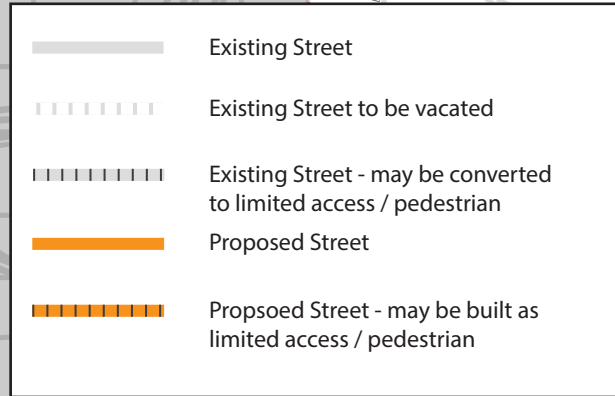 Existing Street
Existing Street to be vacated
Existing Street - may be converted
to limited access / pedestrian
Proposed Street
Propsoed Street - may be built as
limited access / pedestrian